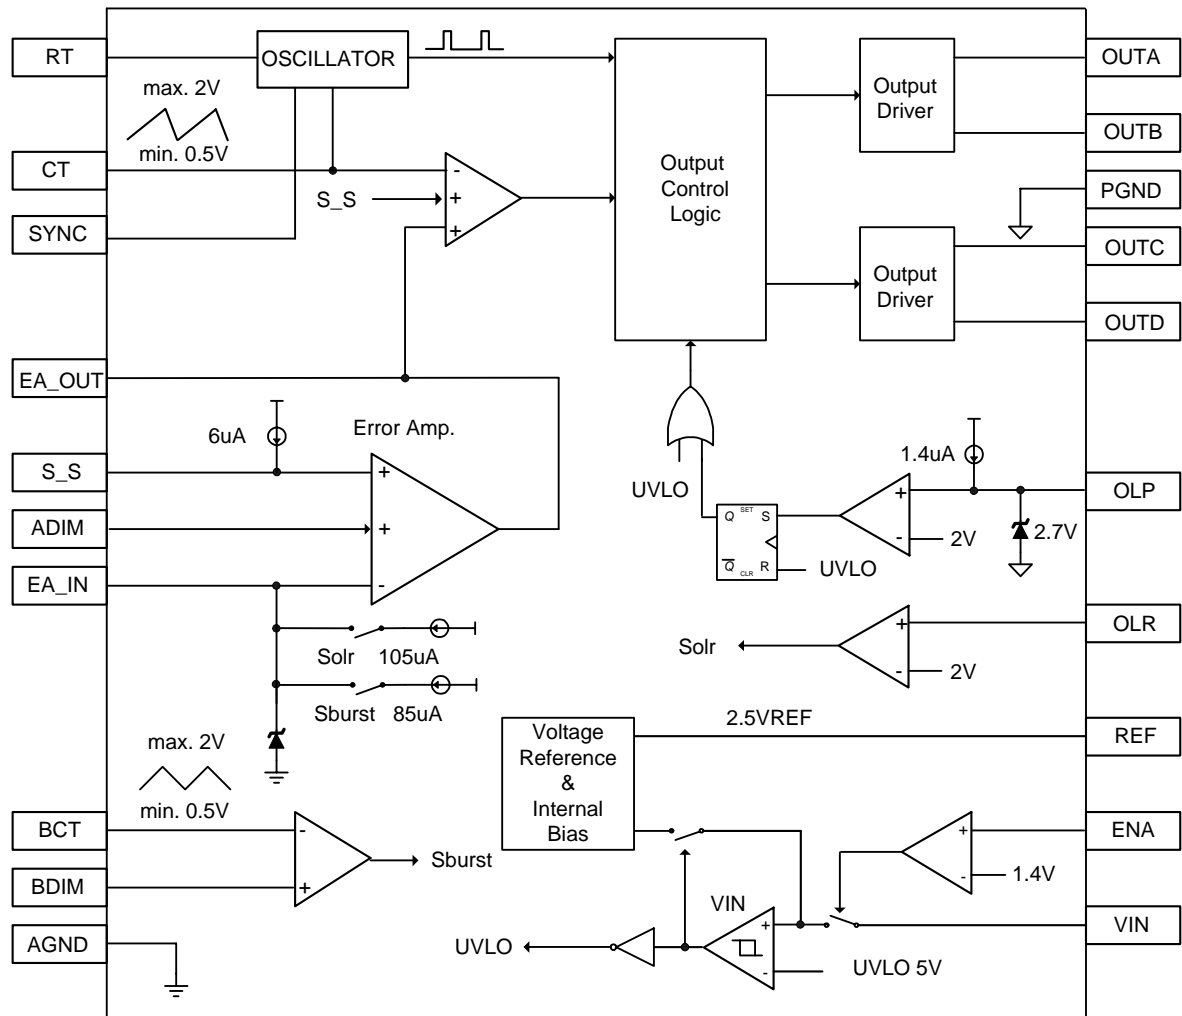 RT
OSCILLATOR
max. 2V
min. 0.5V
CT
S_S
SYNC
-
+
+
Output
Control
Logic
Output
Driver
OUTA
OUTB
PGND
Output
Driver
OUTC
OUTD
EA_OUT
6uA
Error Amp.
S_S
ADIM
EA_IN
+
+
-
Solr 105uA
Sburst 85uA
UVLO
Q SET S
Q CLR R
UVLO
1.4uA
+
-
2V
2.7V
OLP
Solr
+
-
2V
OLR
2.5VREF
REF
Voltage
Reference
&
Internal
Bias
max. 2V
min. 0.5V
BCT
BDIM
AGND
-
+
Sburst
ENA
+
-
1.4V
VIN
VIN
+
-
UVLO
UVLO 5V